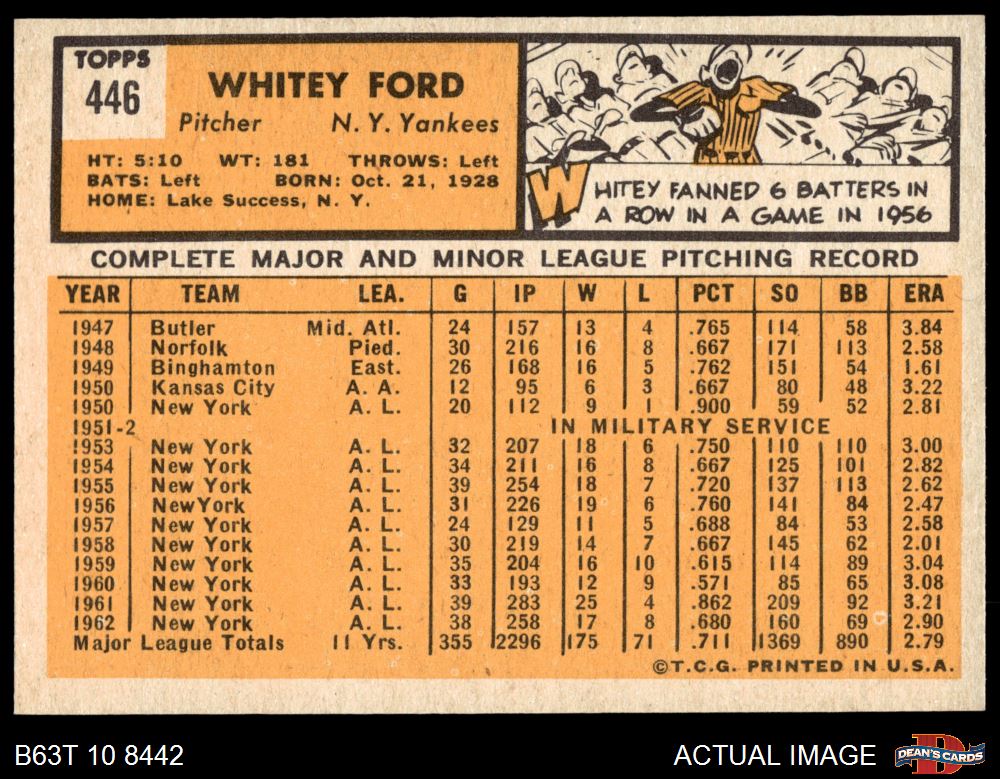 TOPPS
446
WHITEY FORD
Pitcher N. Y. Yankees
HT: 5:10 WT: 181 THROWS: Left
BATS: Left BORN: Oct. 21, 1928
HOME: Lake Success, N. Y.
WHITEY FANNED 6 BATTERS IN
A ROW IN A GAME IN 1956
COMPLETE MAJOR AND MINOR LEAGUE PITCHING RECORD
YEAR TEAM LEA. G IP W L PCT SO BB ERA
1947 Butler Mid. Atl. 24 157 13 4 .765 114 58 3.84
1948 Norfolk Pied. 30 216 16 8 .667 171 113 2.58
1949 Binghamton East. 26 168 16 5 .762 151 54 1.61
1950 Kansas City A. A. 12 95 6 3 .667 80 48 3.22
1950 New York A. L. 20 112 9 1 .900 59 52 2.81
1951-2 IN MILITARY SERVICE
1953 New York A. L. 32 207 18 6 .750 110 110 3.00
1954 New York A. L. 34 211 16 8 .667 125 101 2.82
1955 New York A. L. 39 254 18 7 .720 137 113 2.62
1956 NewYork A. L. 31 226 19 6 .760 141 84 2.47
1957 New York A. L. 24 129 11 5 .688 84 53 2.58
1958 New York A. L. 30 219 14 7 .667 145 62 2.01
1959 New York A. L. 35 204 16 10 .615 114 89 3.04
1960 New York A. L. 33 193 12 9 .571 85 65 3.08
1961 New York A. L. 39 283 25 4 .862 209 92 3.21
1962 New York A. L. 38 258 17 8 .680 160 69 2.90
Major League Totals 11 Yrs. 355 2296 175 71 .711 1369 890 2.79
©T.C.G. PRINTED IN U.S.A.
B63T 10 8442 ACTUAL IMAGE DEAN'S CARDS